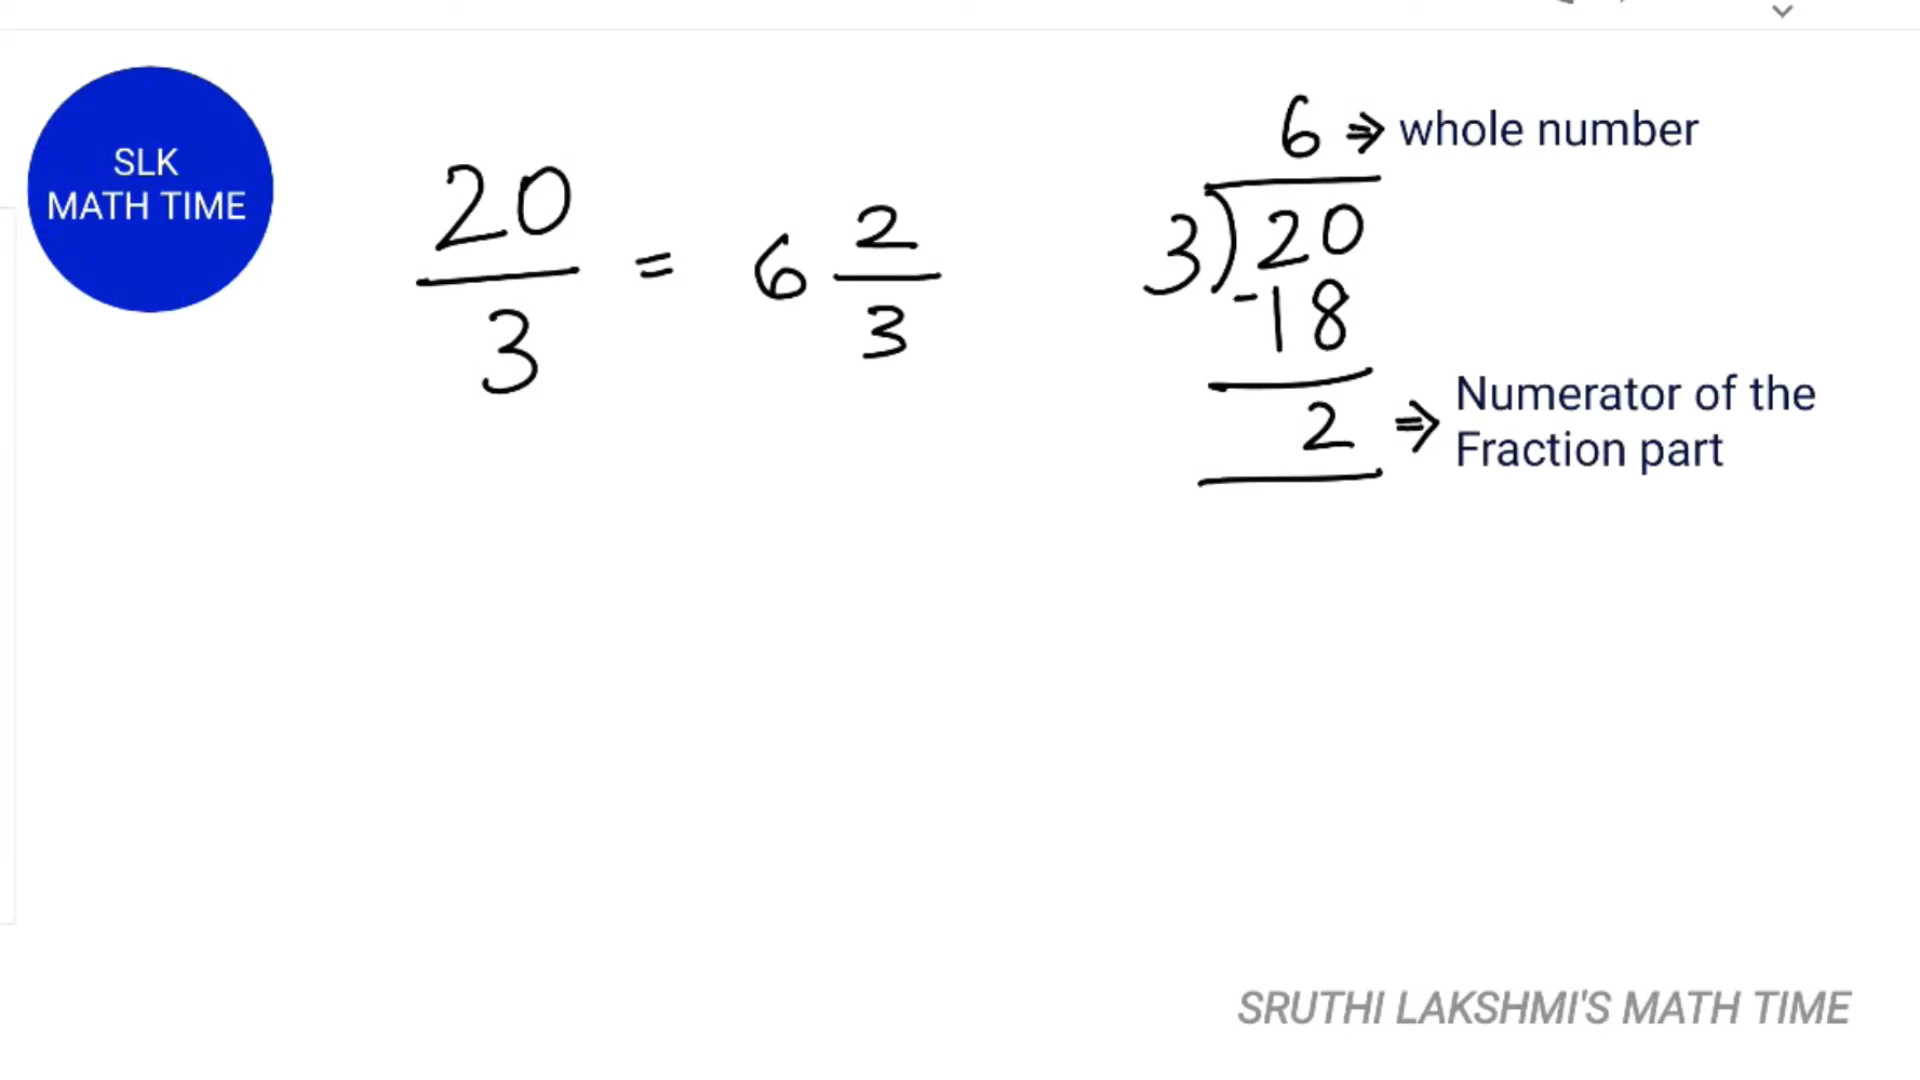 SLK
MATH TIME
20
3
=
6 2
3
6 ⇒ whole number
3)20
-18
2 ⇒ Numerator of the
Fraction part
SRUTHI LAKSHMI'S MATH TIME